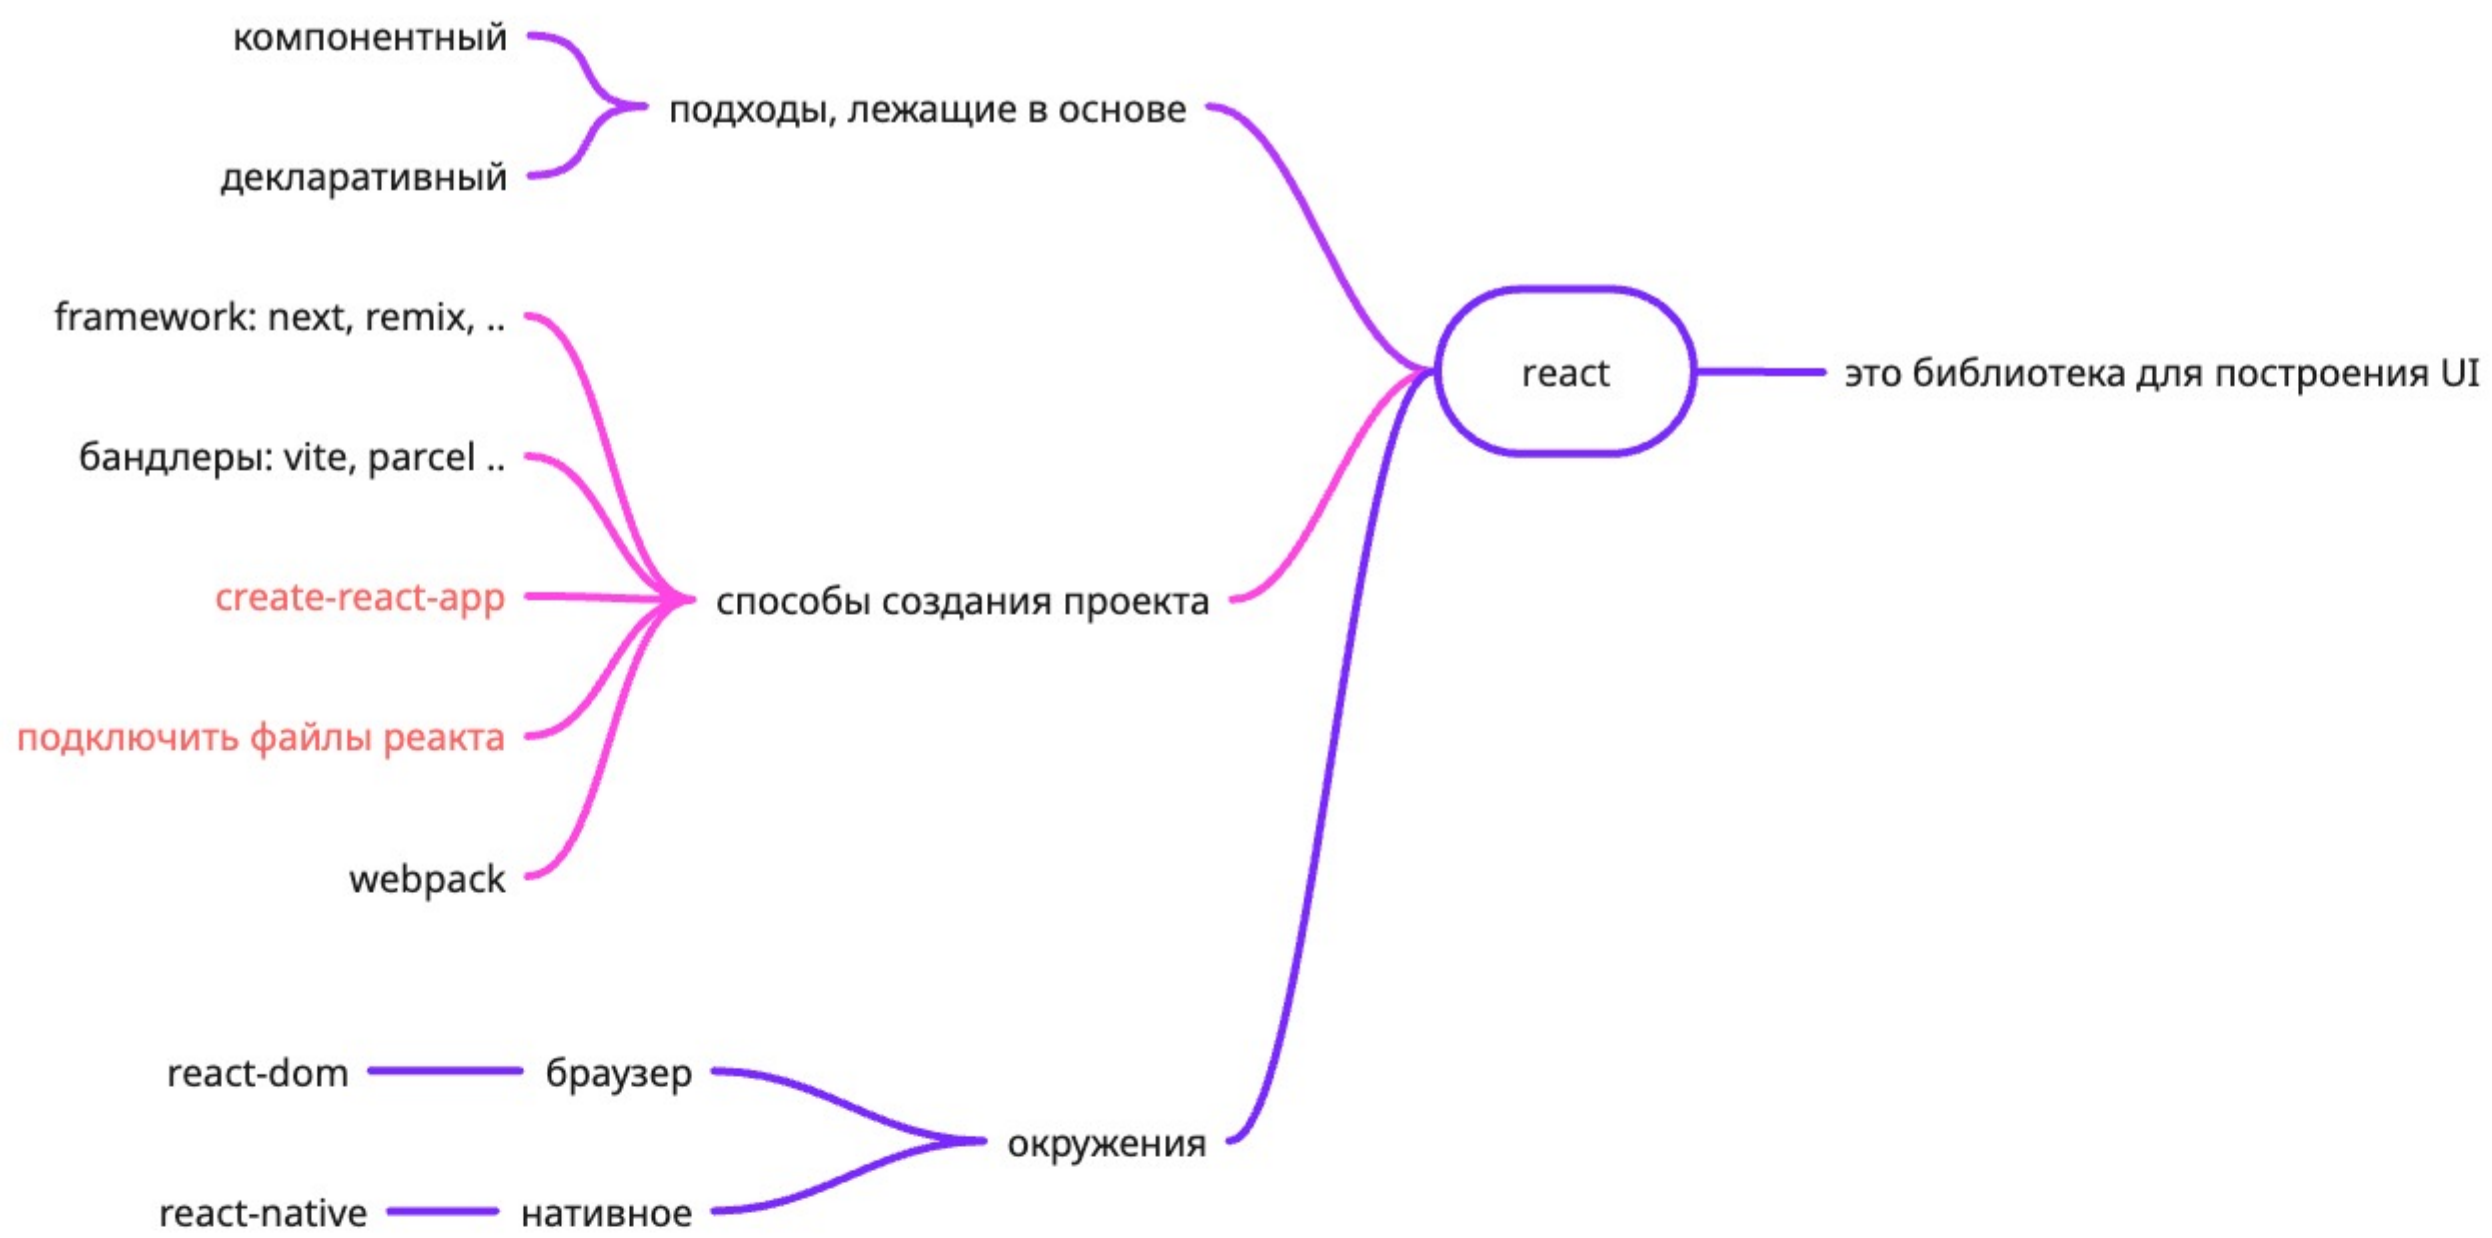 компонентный
подходы, лежащие в основе
декларативный
framework: next, remix, ..
react
это библиотека для построения UI
бандлеры: vite, parcel ..
create-react-app
способы создания проекта
подключить файлы реакта
webpack
react-dom
браузер
окружения
react-native
нативное